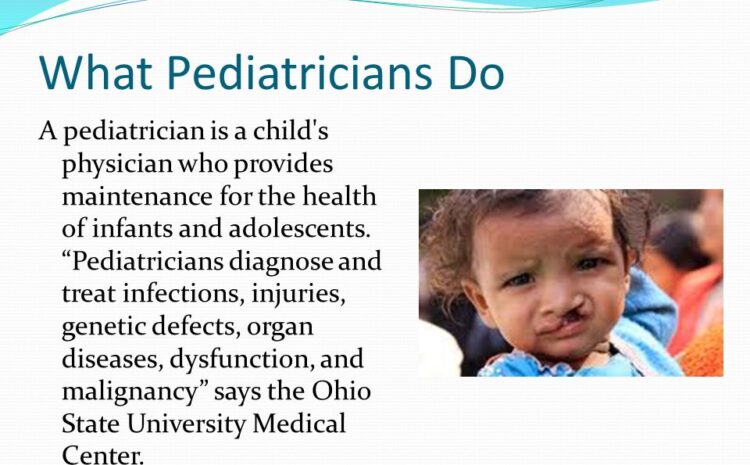 What Pediatricians Do
A pediatrician is a child's
physician who provides
maintenance for the health
of infants and adolescents.
“Pediatricians diagnose and
treat infections, injuries,
genetic defects, organ
diseases, dysfunction, and
malignancy” says the Ohio
State University Medical
Center.